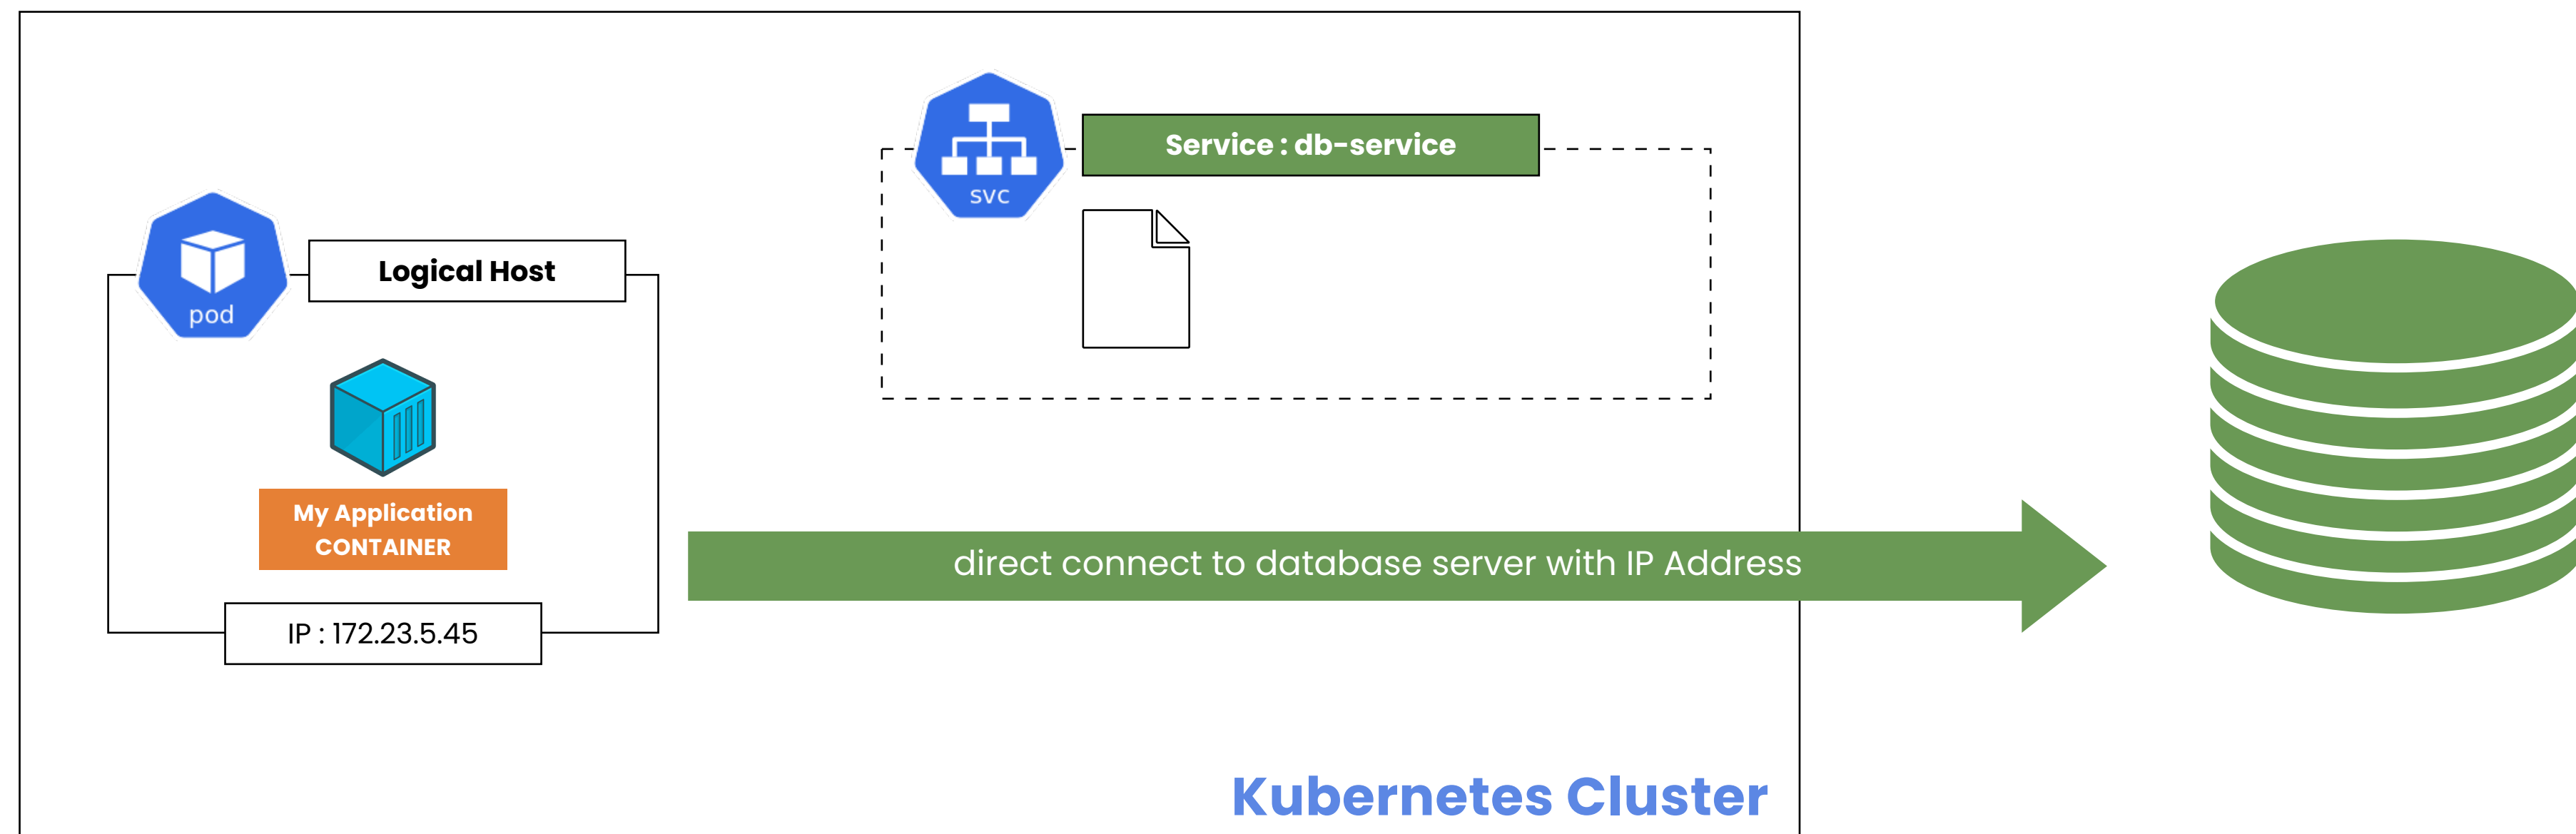 svc
Service : db-service
pod
Logical Host
My Application
CONTAINER
IP : 172.23.5.45
direct connect to database server with IP Address
Kubernetes Cluster